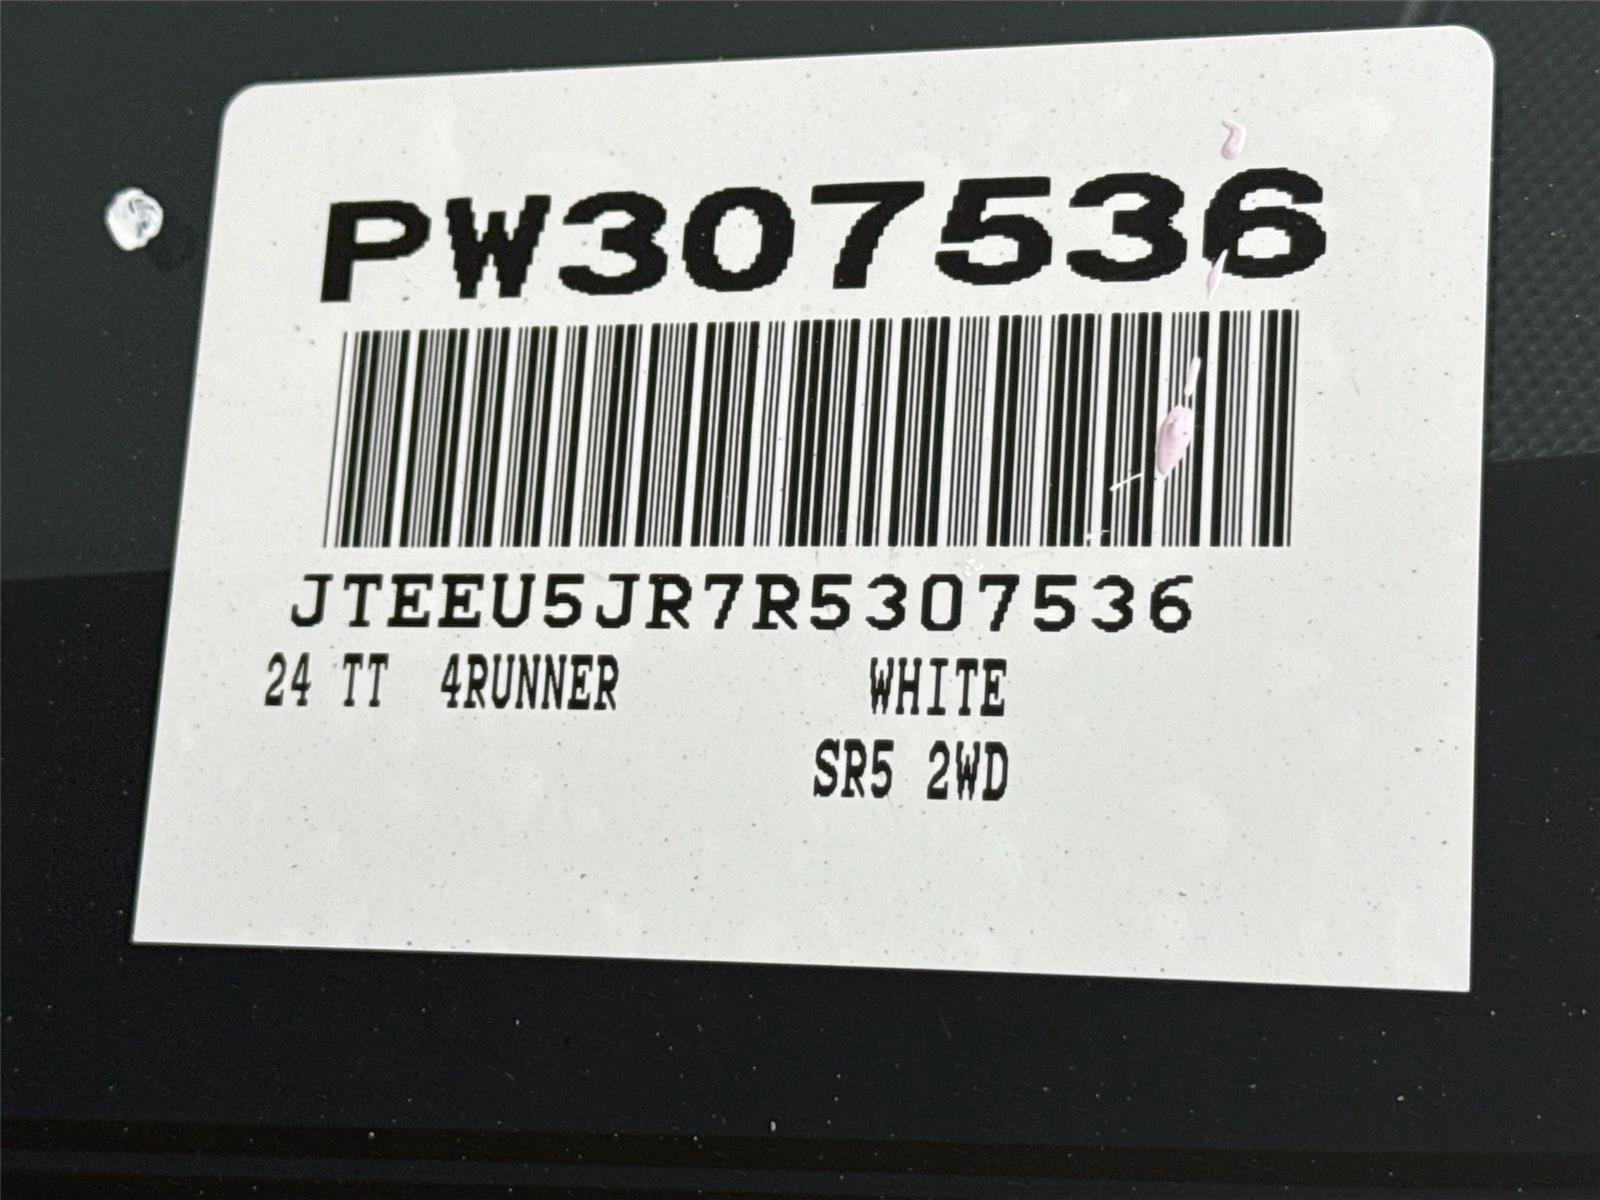 PW307536
JTEEU5JR7R5307536
24 TT 4RUNNER WHITE
SR5 2WD